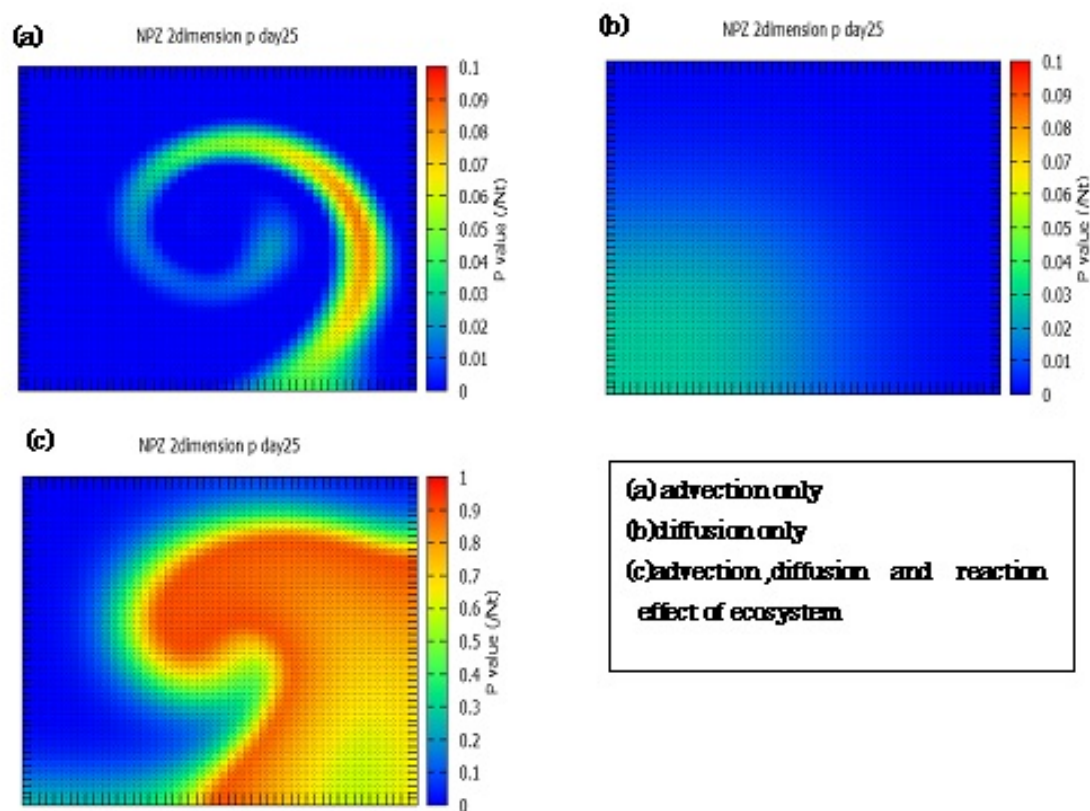 (a)
NPZ 2dimension p day25
0.1
0.09
0.08
0.07
0.06
0.05
0.04
0.03
0.02
0.01
0
P value (/Nt)
(b)
NPZ 2dimension p day25
0.1
0.09
0.08
0.07
0.06
0.05
0.04
0.03
0.02
0.01
0
P value (/Nt)
(c)
NPZ 2dimension p day25
1
0.9
0.8
0.7
0.6
0.5
0.4
0.3
0.2
0.1
0
P value (/Nt)
(a) advection only
(b)diffusion only
(c)advection ,diffusion and reaction
effect of ecosystem